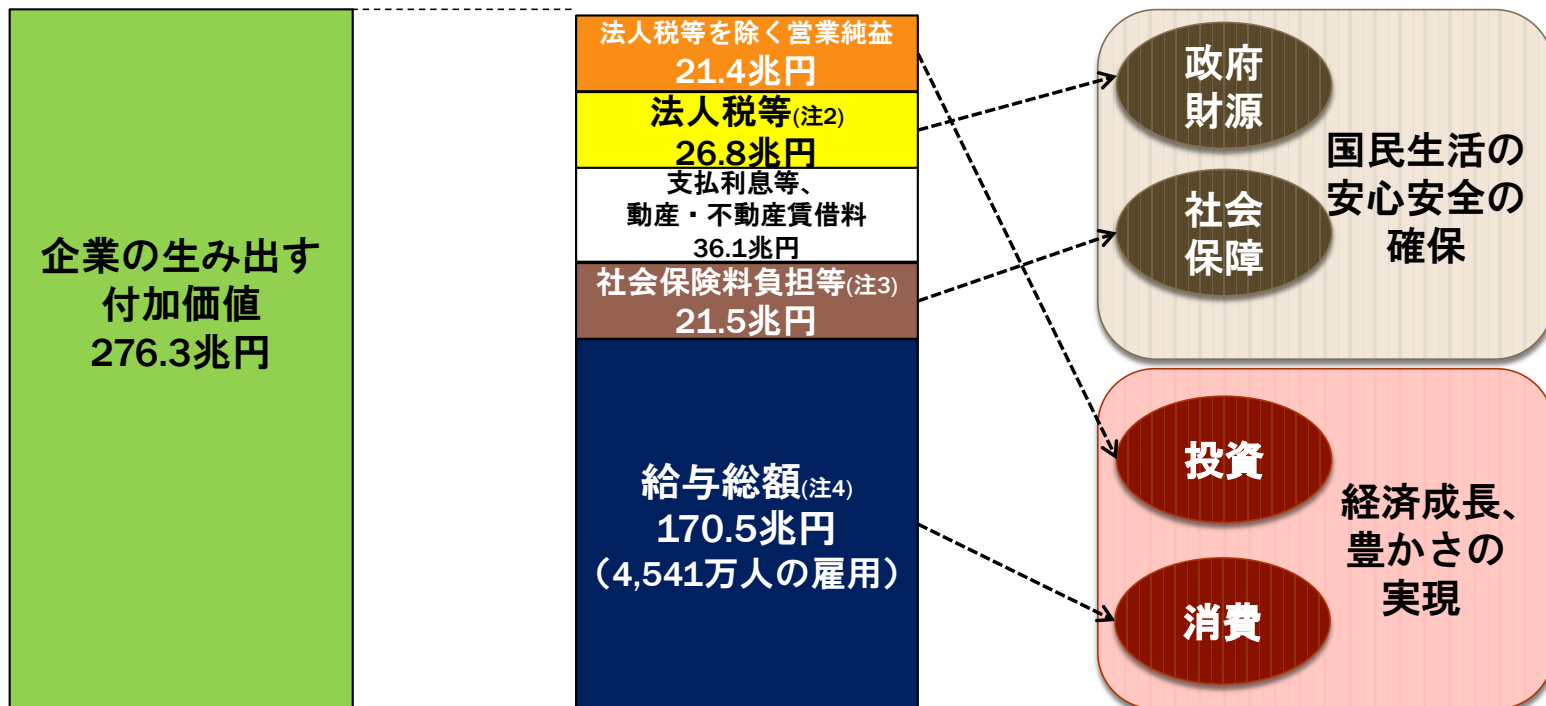 企業の生み出す
付加価値
276.3兆円
法人税等を除く営業純益
21.4兆円
法人税等(注2)
26.8兆円
支払利息等、
動産・不動産賃借料
36.1兆円
社会保険料負担等(注3)
21.5兆円
給与総額(注4)
170.5兆円
（4,541万人の雇用）
政府
財源
社会
保障
国民生活の
安心安全の
確保
投資
消費
経済成長、
豊かさの
実現